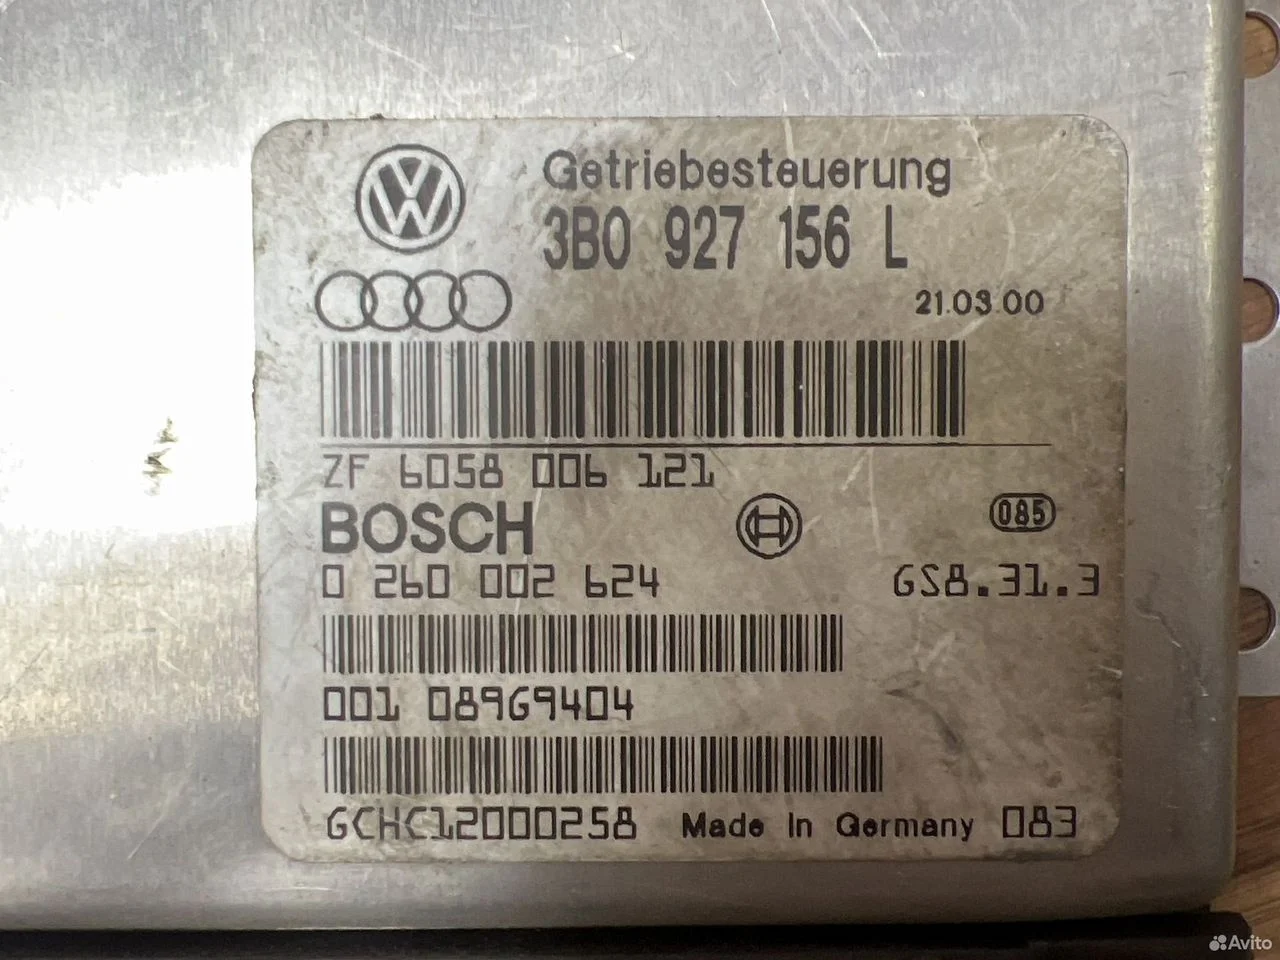 Getriebesteuerung
3B0 927 156 L
21.03.00
ZF 6058 006 121
BOSCH
085
0 260 002 624 GS8.31.3
001 08969404
GCHC12000258 Made in Germany 083
Avito